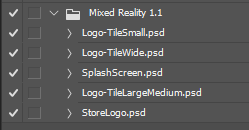 Mixed Reality 1.1
Logo-TileSmall.psd
Logo-TileWide.psd
SplashScreen.psd
Logo-TileLargeMedium.psd
StoreLogo.psd